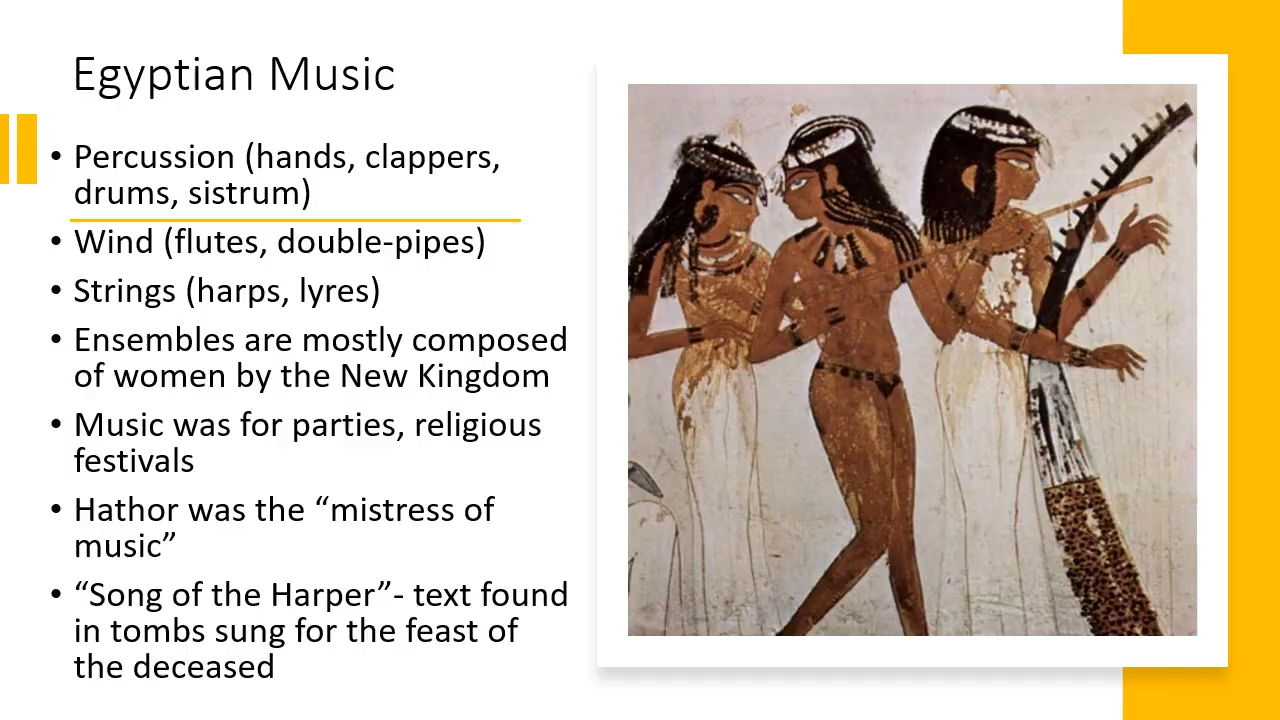 Egyptian Music
• Percussion (hands, clappers,
drums, sistrum)
• Wind (flutes, double-pipes)
• Strings (harps, lyres)
• Ensembles are mostly composed
of women by the New Kingdom
• Music was for parties, religious
festivals
• Hathor was the “mistress of
music”
• “Song of the Harper”- text found
in tombs sung for the feast of
the deceased